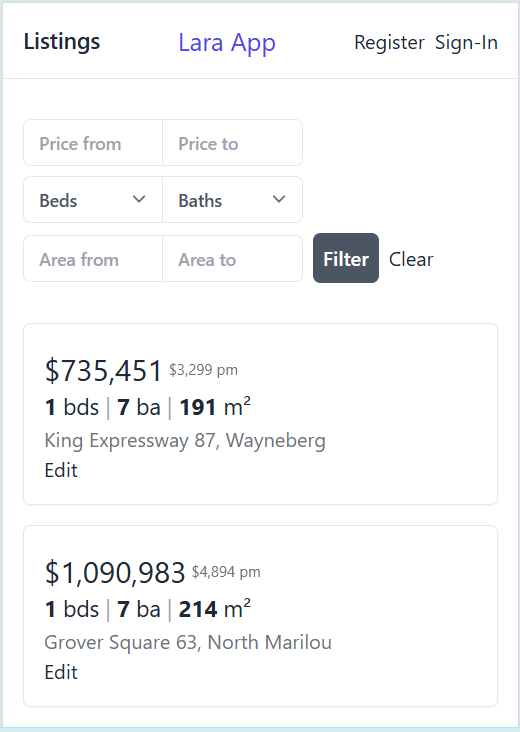 Listings Lara App Register Sign-In
Price from Price to
Beds Baths
Area from Area to Filter Clear
$735,451 $3,299 pm
1 bds | 7 ba | 191 m²
King Expressway 87, Wayneberg
Edit
$1,090,983 $4,894 pm
1 bds | 7 ba | 214 m²
Grover Square 63, North Marilou
Edit